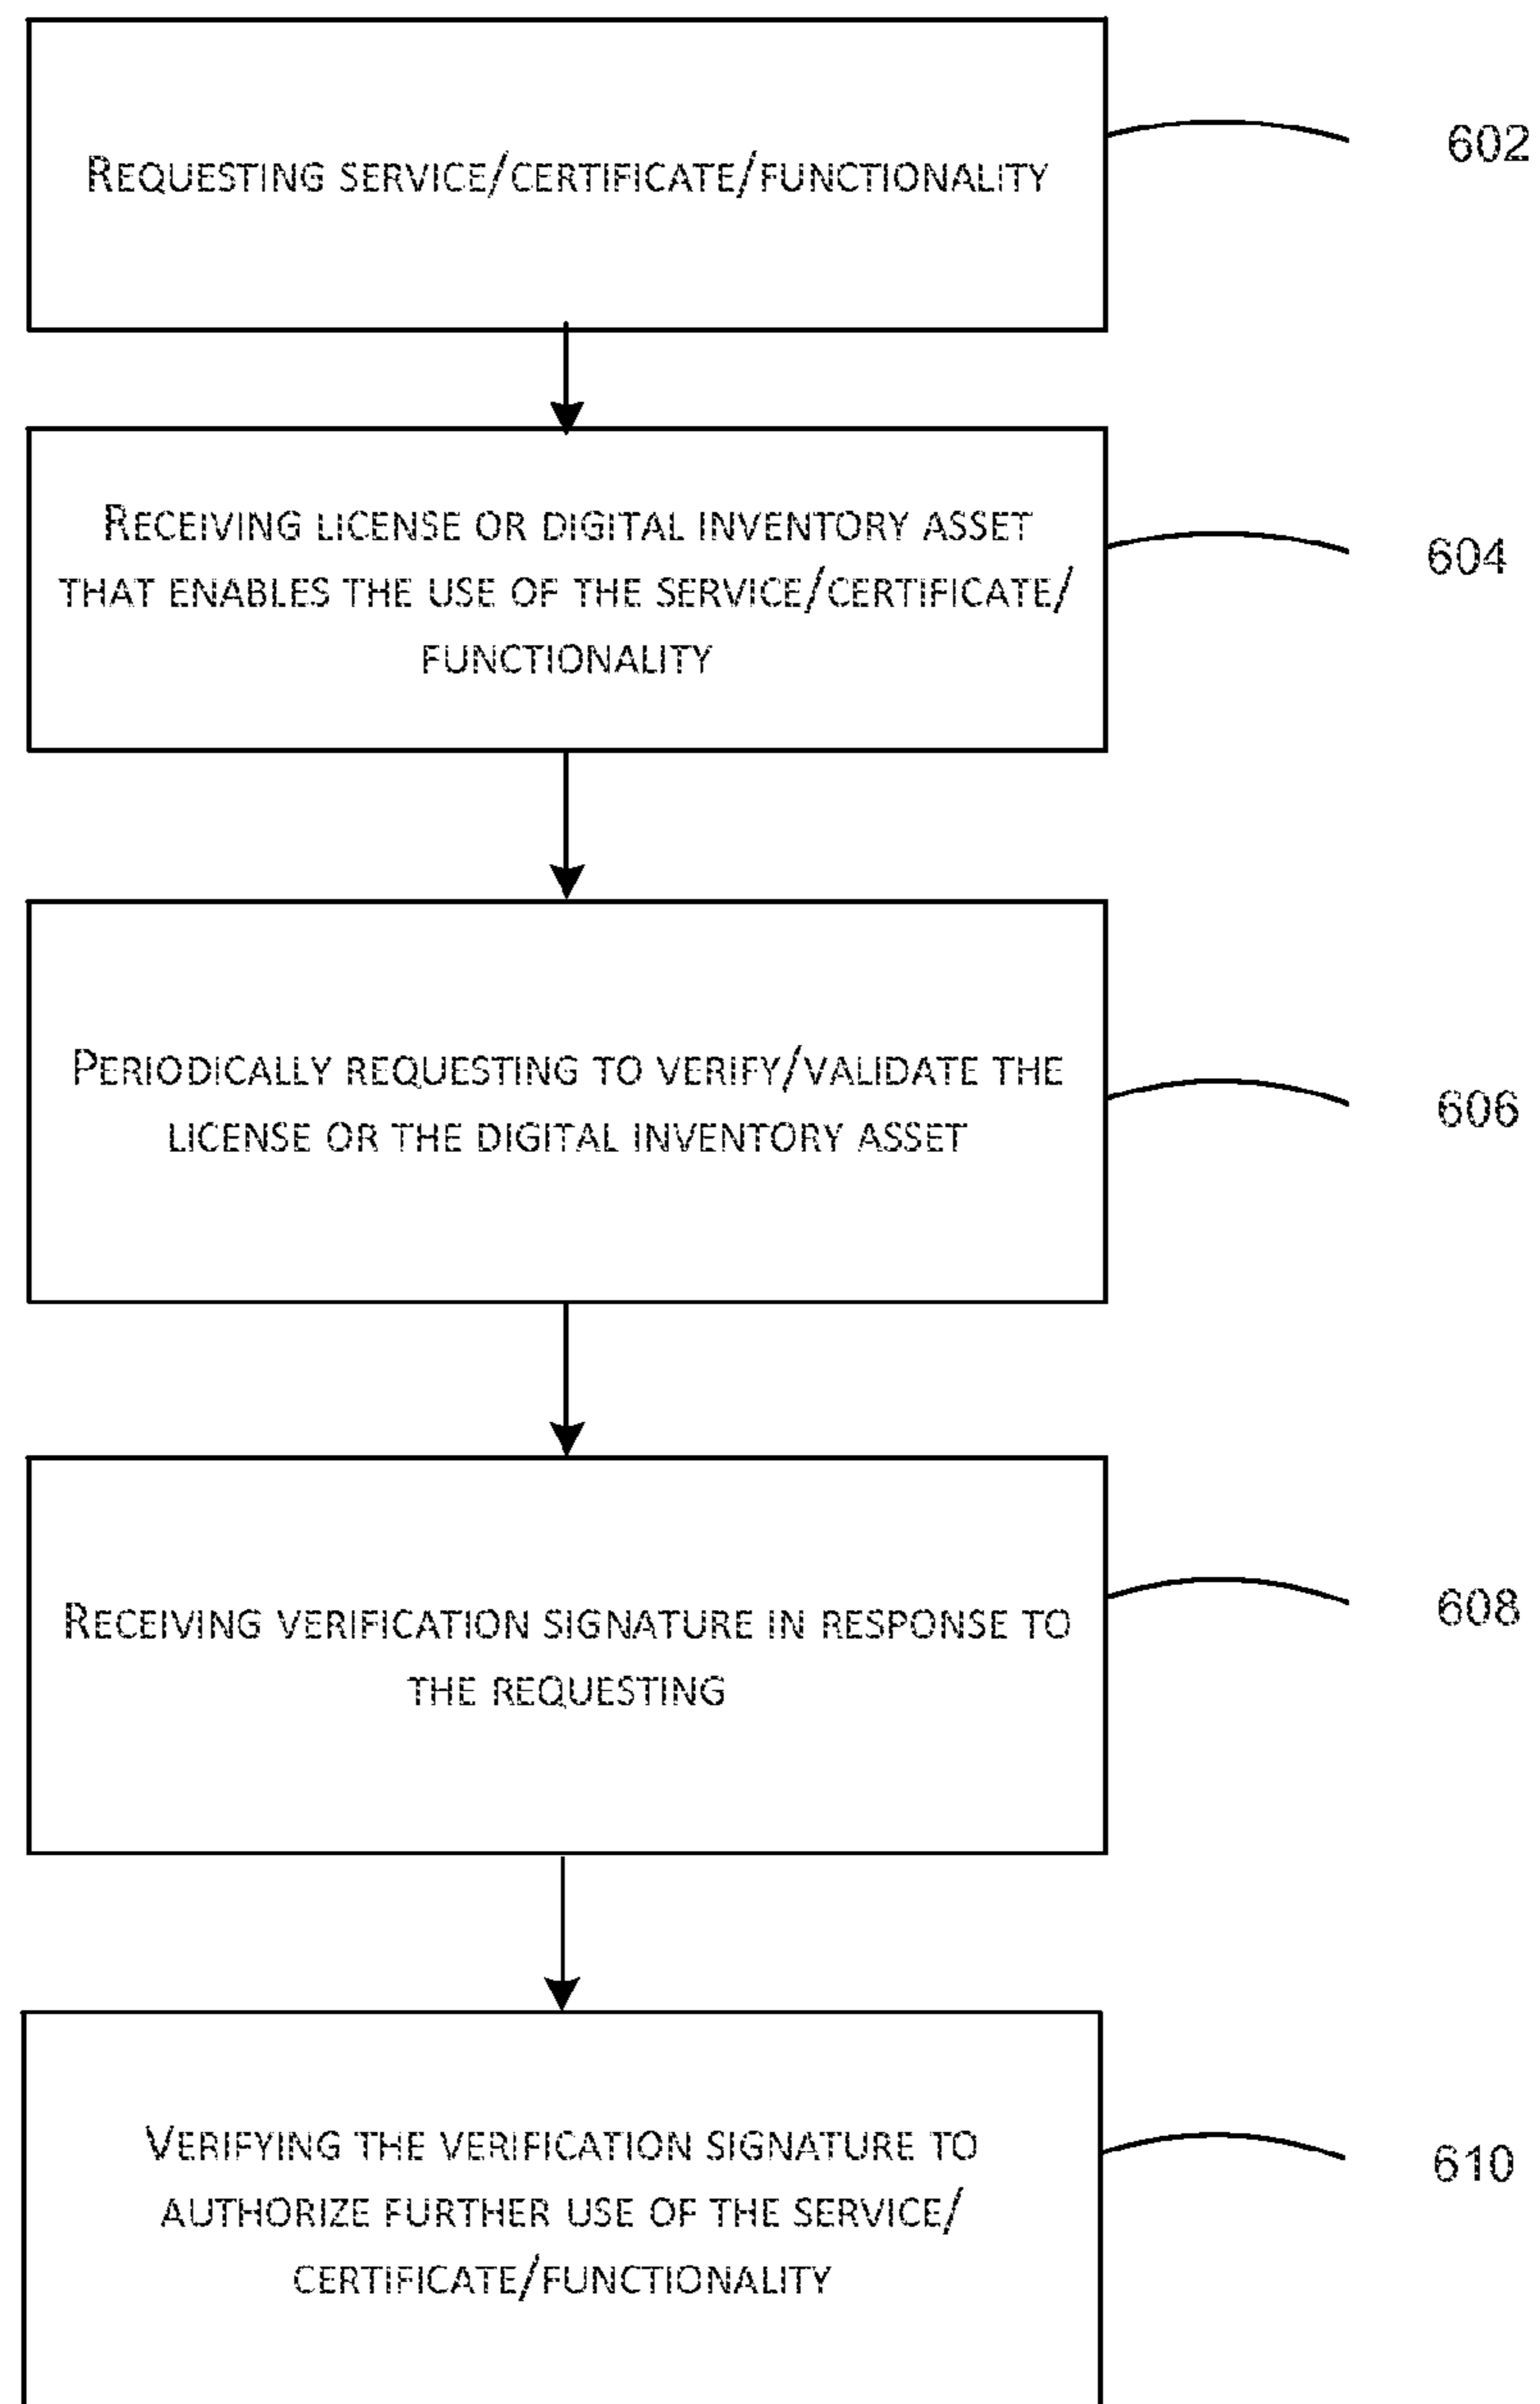 REQUESTING SERVICE/CERTIFICATE/FUNCTIONALITY
602
RECEIVING LICENSE OR DIGITAL INVENTORY ASSET
THAT ENABLES THE USE OF THE SERVICE/CERTIFICATE/
FUNCTIONALITY
604
PERIODICALLY REQUESTING TO VERIFY/VALIDATE THE
LICENSE OR THE DIGITAL INVENTORY ASSET
606
RECEIVING VERIFICATION SIGNATURE IN RESPONSE TO
THE REQUESTING
608
VERIFYING THE VERIFICATION SIGNATURE TO
AUTHORIZE FURTHER USE OF THE SERVICE/
CERTIFICATE/FUNCTIONALITY
610